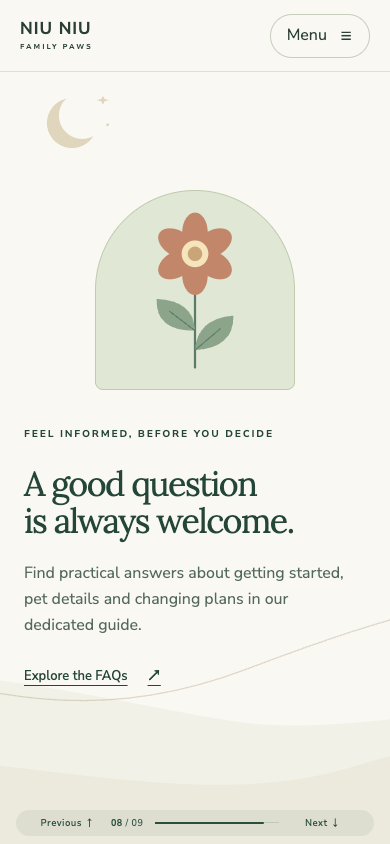 NIU NIU
FAMILY PAWS
Menu ≡
FEEL INFORMED, BEFORE YOU DECIDE
A good question
is always welcome.
Find practical answers about getting started,
pet details and changing plans in our
dedicated guide.
Explore the FAQs ↗
Previous ↑ 08 / 09 Next ↓